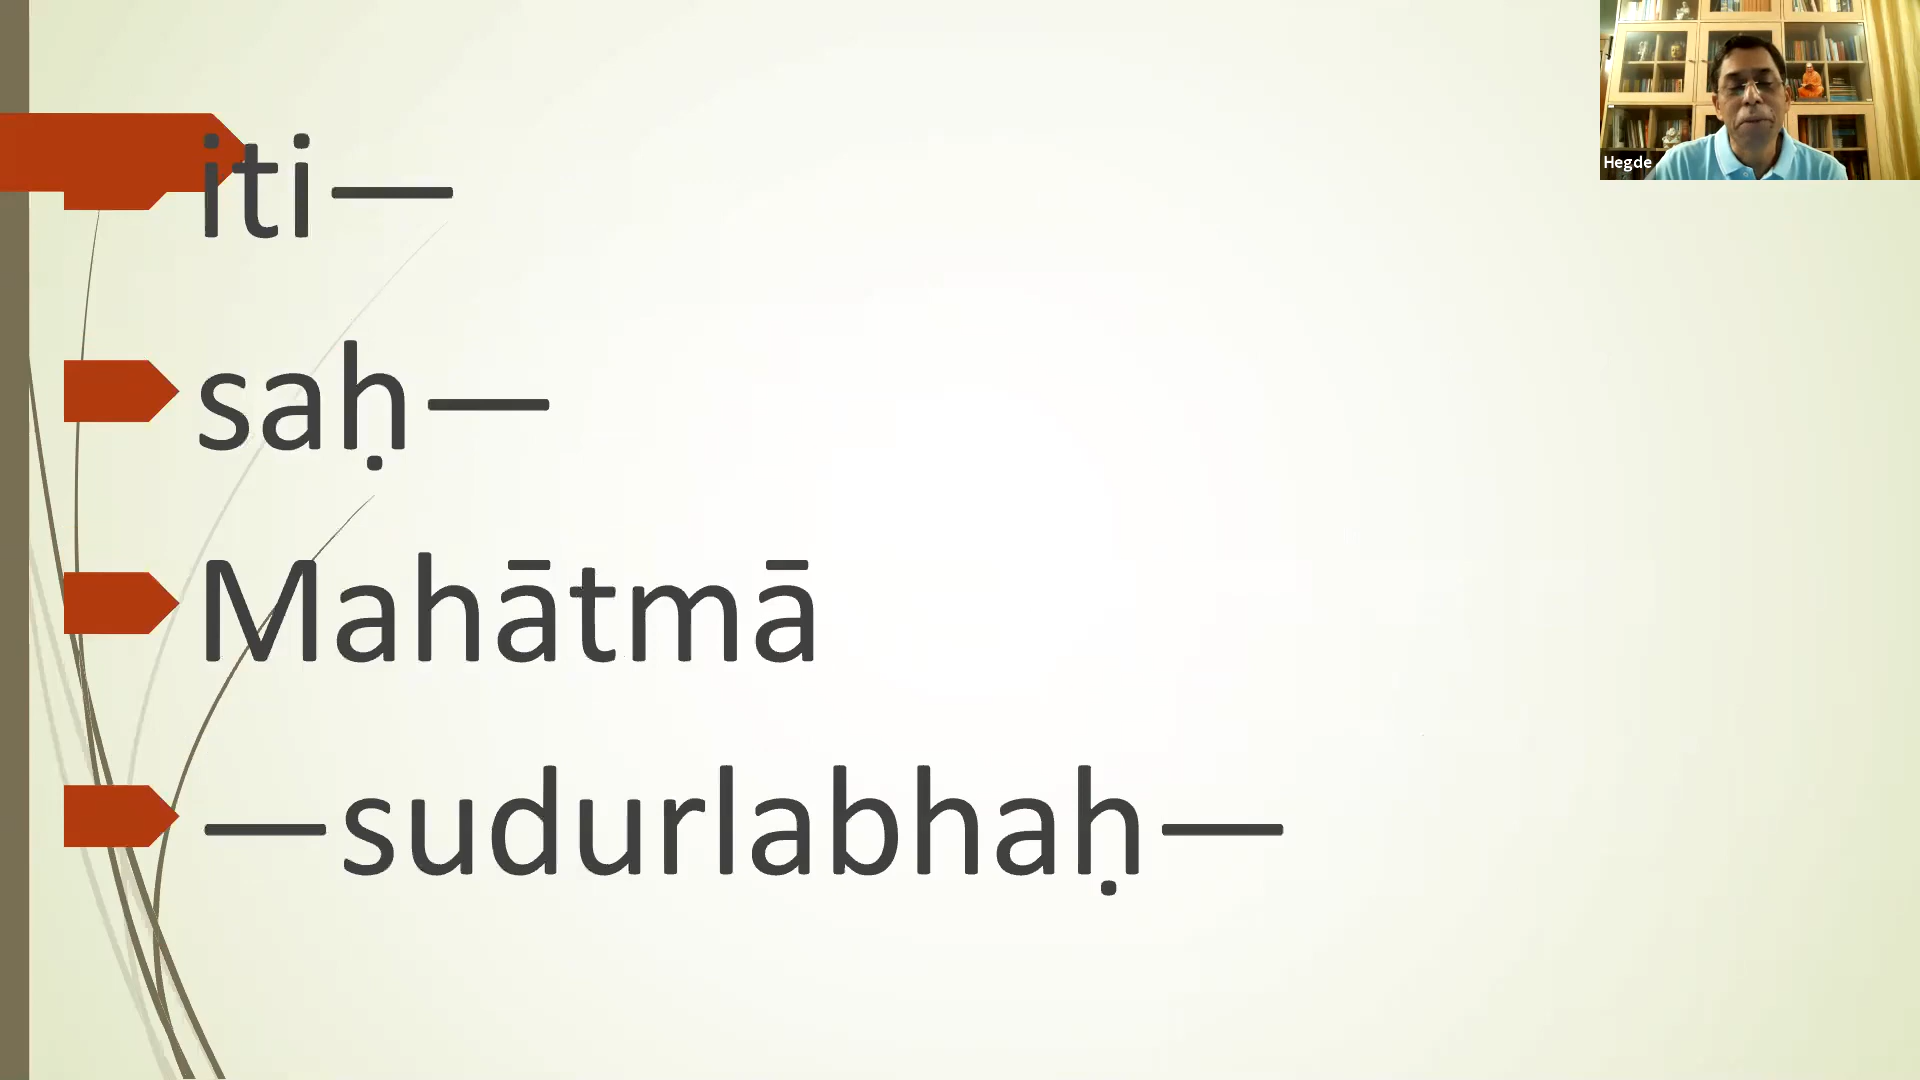 iti—
saḥ—
Mahātmā
—sudurlabhaḥ—
Hegde